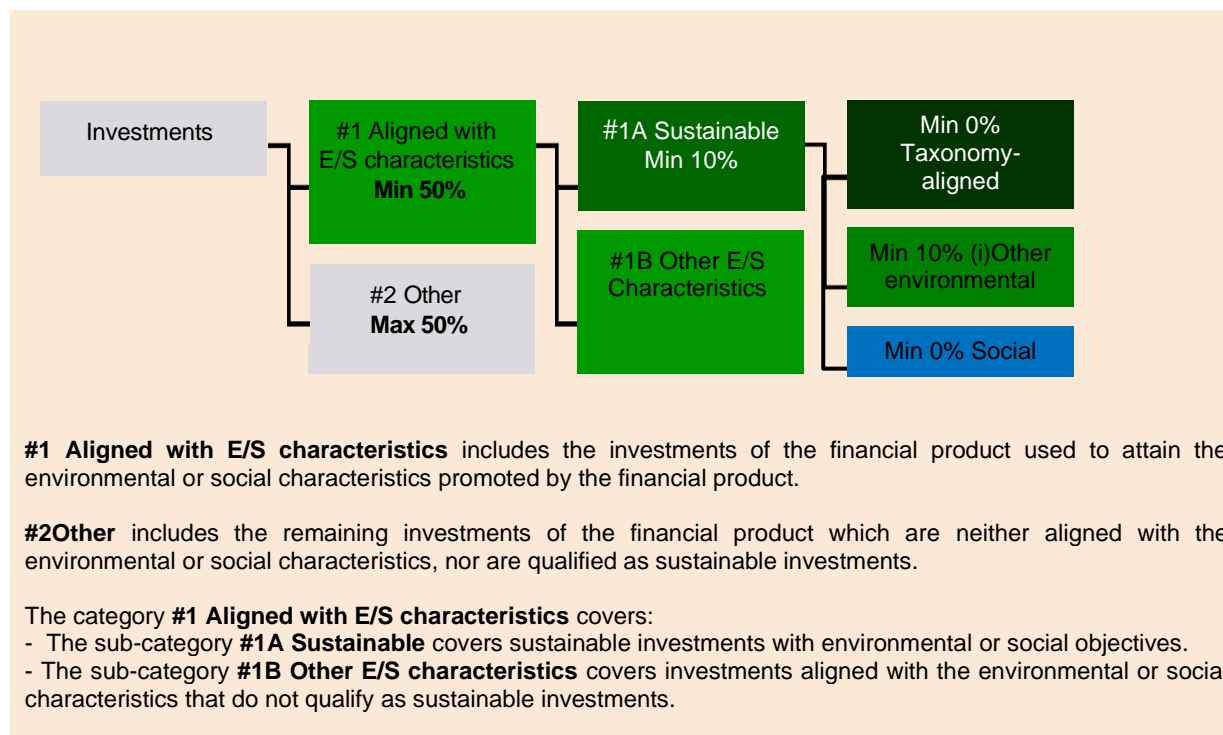 Investments
#1 Aligned with
E/S characteristics
Min 50%
#2 Other
Max 50%
#1A Sustainable
Min 10%
#1B Other E/S
Characteristics
Min 0%
Taxonomy-
aligned
Min 10% (i)Other
environmental
Min 0% Social
#1 Aligned with E/S characteristics includes the investments of the financial product used to attain the
environmental or social characteristics promoted by the financial product.
#2Other includes the remaining investments of the financial product which are neither aligned with the
environmental or social characteristics, nor are qualified as sustainable investments.
The category #1 Aligned with E/S characteristics covers:
- The sub-category #1A Sustainable covers sustainable investments with environmental or social objectives.
- The sub-category #1B Other E/S characteristics covers investments aligned with the environmental or social
characteristics that do not qualify as sustainable investments.